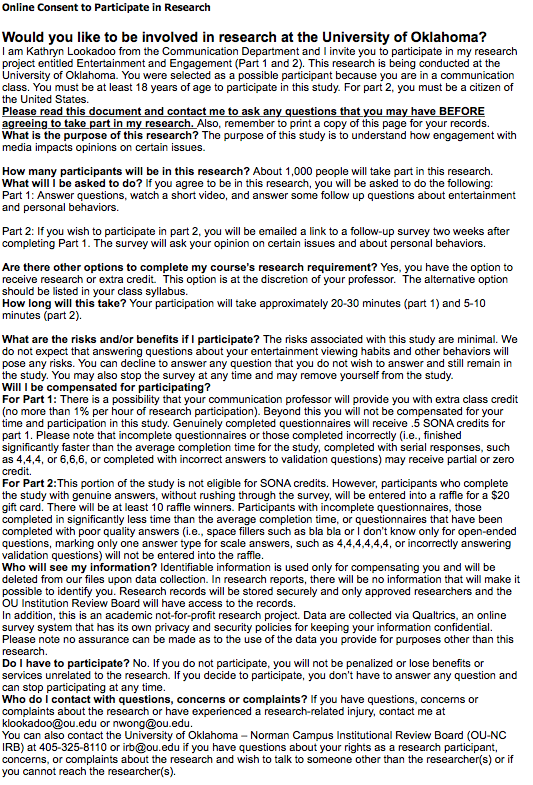 Online Consent to Participate in Research
Would you like to be involved in research at the University of Oklahoma?
I am Kathryn Lookadoo from the Communication Department and I invite you to participate in my research
project entitled Entertainment and Engagement (Part 1 and 2). This research is being conducted at the
University of Oklahoma. You were selected as a possible participant because you are in a communication
class. You must be at least 18 years of age to participate in this study. For part 2, you must be a citizen of
the United States.
Please read this document and contact me to ask any questions that you may have BEFORE
agreeing to take part in my research. Also, remember to print a copy of this page for your records.
What is the purpose of this research? The purpose of this study is to understand how engagement with
media impacts opinions on certain issues.
How many participants will be in this research? About 1,000 people will take part in this research.
What will I be asked to do? If you agree to be in this research, you will be asked to do the following:
Part 1: Answer questions, watch a short video, and answer some follow up questions about entertainment
and personal behaviors.
Part 2: If you wish to participate in part 2, you will be emailed a link to a follow-up survey two weeks after
completing Part 1. The survey will ask your opinion on certain issues and about personal behaviors.
Are there other options to complete my course's research requirement? Yes, you have the option to
receive research or extra credit. This option is at the discretion of your professor. The alternative option
should be listed in your class syllabus.
How long will this take? Your participation will take approximately 20-30 minutes (part 1) and 5-10
minutes (part 2).
What are the risks and/or benefits if I participate? The risks associated with this study are minimal. We
do not expect that answering questions about your entertainment viewing habits and other behaviors will
pose any risks. You can decline to answer any question that you do not wish to answer and still remain in
the study. You may also stop the survey at any time and may remove yourself from the study.
Will I be compensated for participating?
For Part 1: There is a possibility that your communication professor will provide you with extra class credit
(no more than 1% per hour of research participation). Beyond this you will not be compensated for your
time and participation in this study. Genuinely completed questionnaires will receive .5 SONA credits for
part 1. Please note that incomplete questionnaires or those completed incorrectly (i.e., finished
significantly faster than the average completion time for the study, completed with serial responses, such
as 4,4,4, or 6,6,6, or completed with incorrect answers to validation questions) may receive partial or zero
credit.
For Part 2:This portion of the study is not eligible for SONA credits. However, participants who complete
the study with genuine answers, without rushing through the survey, will be entered into a raffle for a $20
gift card. There will be at least 10 raffle winners. Participants with incomplete questionnaires, those
completed in significantly less time than the average completion time, or questionnaires that have been
completed with poor quality answers (i.e., space fillers such as bla bla or I don't know only for open-ended
questions, marking only one answer type for scale answers, such as 4,4,4,4,4,4, or incorrectly answering
validation questions) will not be entered into the raffle.
Who will see my information? Identifiable information is used only for compensating you and will be
deleted from our files upon data collection. In research reports, there will be no information that will make it
possible to identify you. Research records will be stored securely and only approved researchers and the
OU Institution Review Board will have access to the records.
In addition, this is an academic not-for-profit research project. Data are collected via Qualtrics, an online
survey system that has its own privacy and security policies for keeping your information confidential.
Please note no assurance can be made as to the use of the data you provide for purposes other than this
research.
Do I have to participate? No. If you do not participate, you will not be penalized or lose benefits or
services unrelated to the research. If you decide to participate, you don't have to answer any question and
can stop participating at any time.
Who do I contact with questions, concerns or complaints? If you have questions, concerns or
complaints about the research or have experienced a research-related injury, contact me at
klookadoo@ou.edu or nwong@ou.edu.
You can also contact the University of Oklahoma – Norman Campus Institutional Review Board (OU-NC
IRB) at 405-325-8110 or irb@ou.edu if you have questions about your rights as a research participant,
concerns, or complaints about the research and wish to talk to someone other than the researcher(s) or if
you cannot reach the researcher(s).